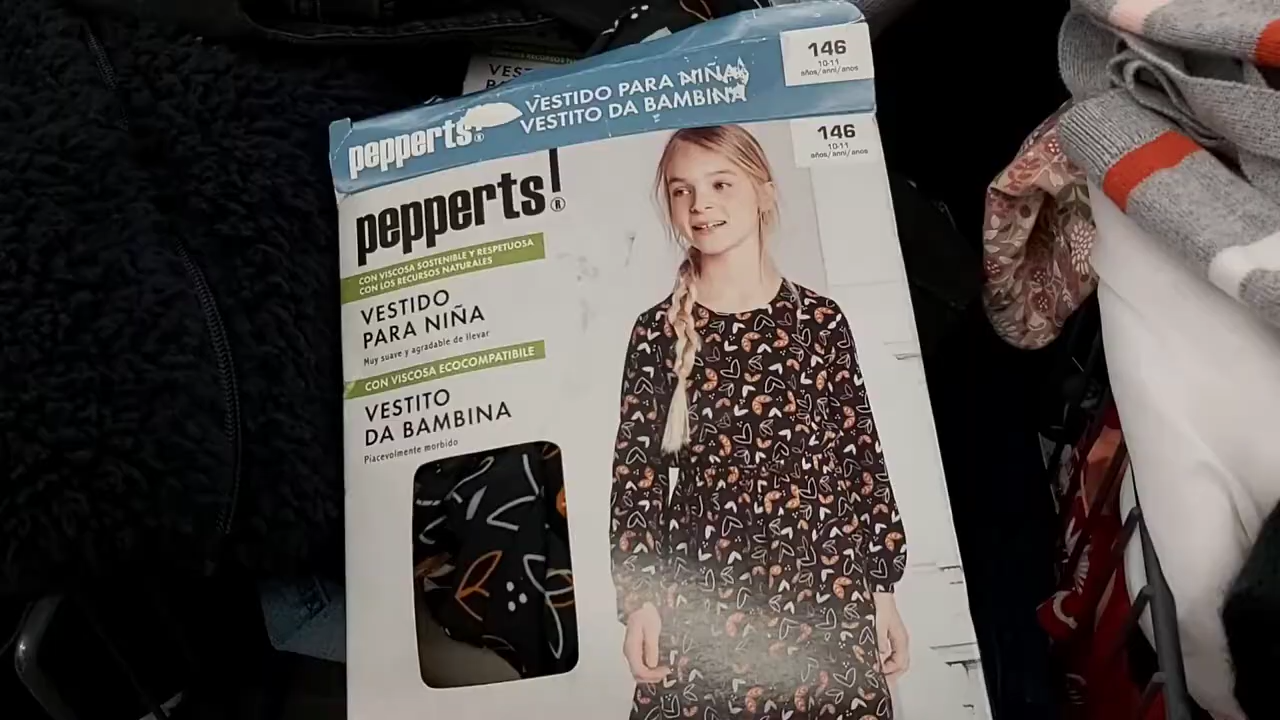 VESTIDO PARA NIÑA
VESTITO DA BAMBINA
146
10-11
años/anni/anos
pepperts!®
146
10-11
años/anni/anos
pepperts!®
CON VISCOSA SOSTENIBLE Y RESPETUOSA
CON LOS RECURSOS NATURALES
VESTIDO
PARA NIÑA
Muy suave y agradable de llevar
CON VISCOSA ECOCOMPATIBILE
VESTITO
DA BAMBINA
Piacevolmente morbido